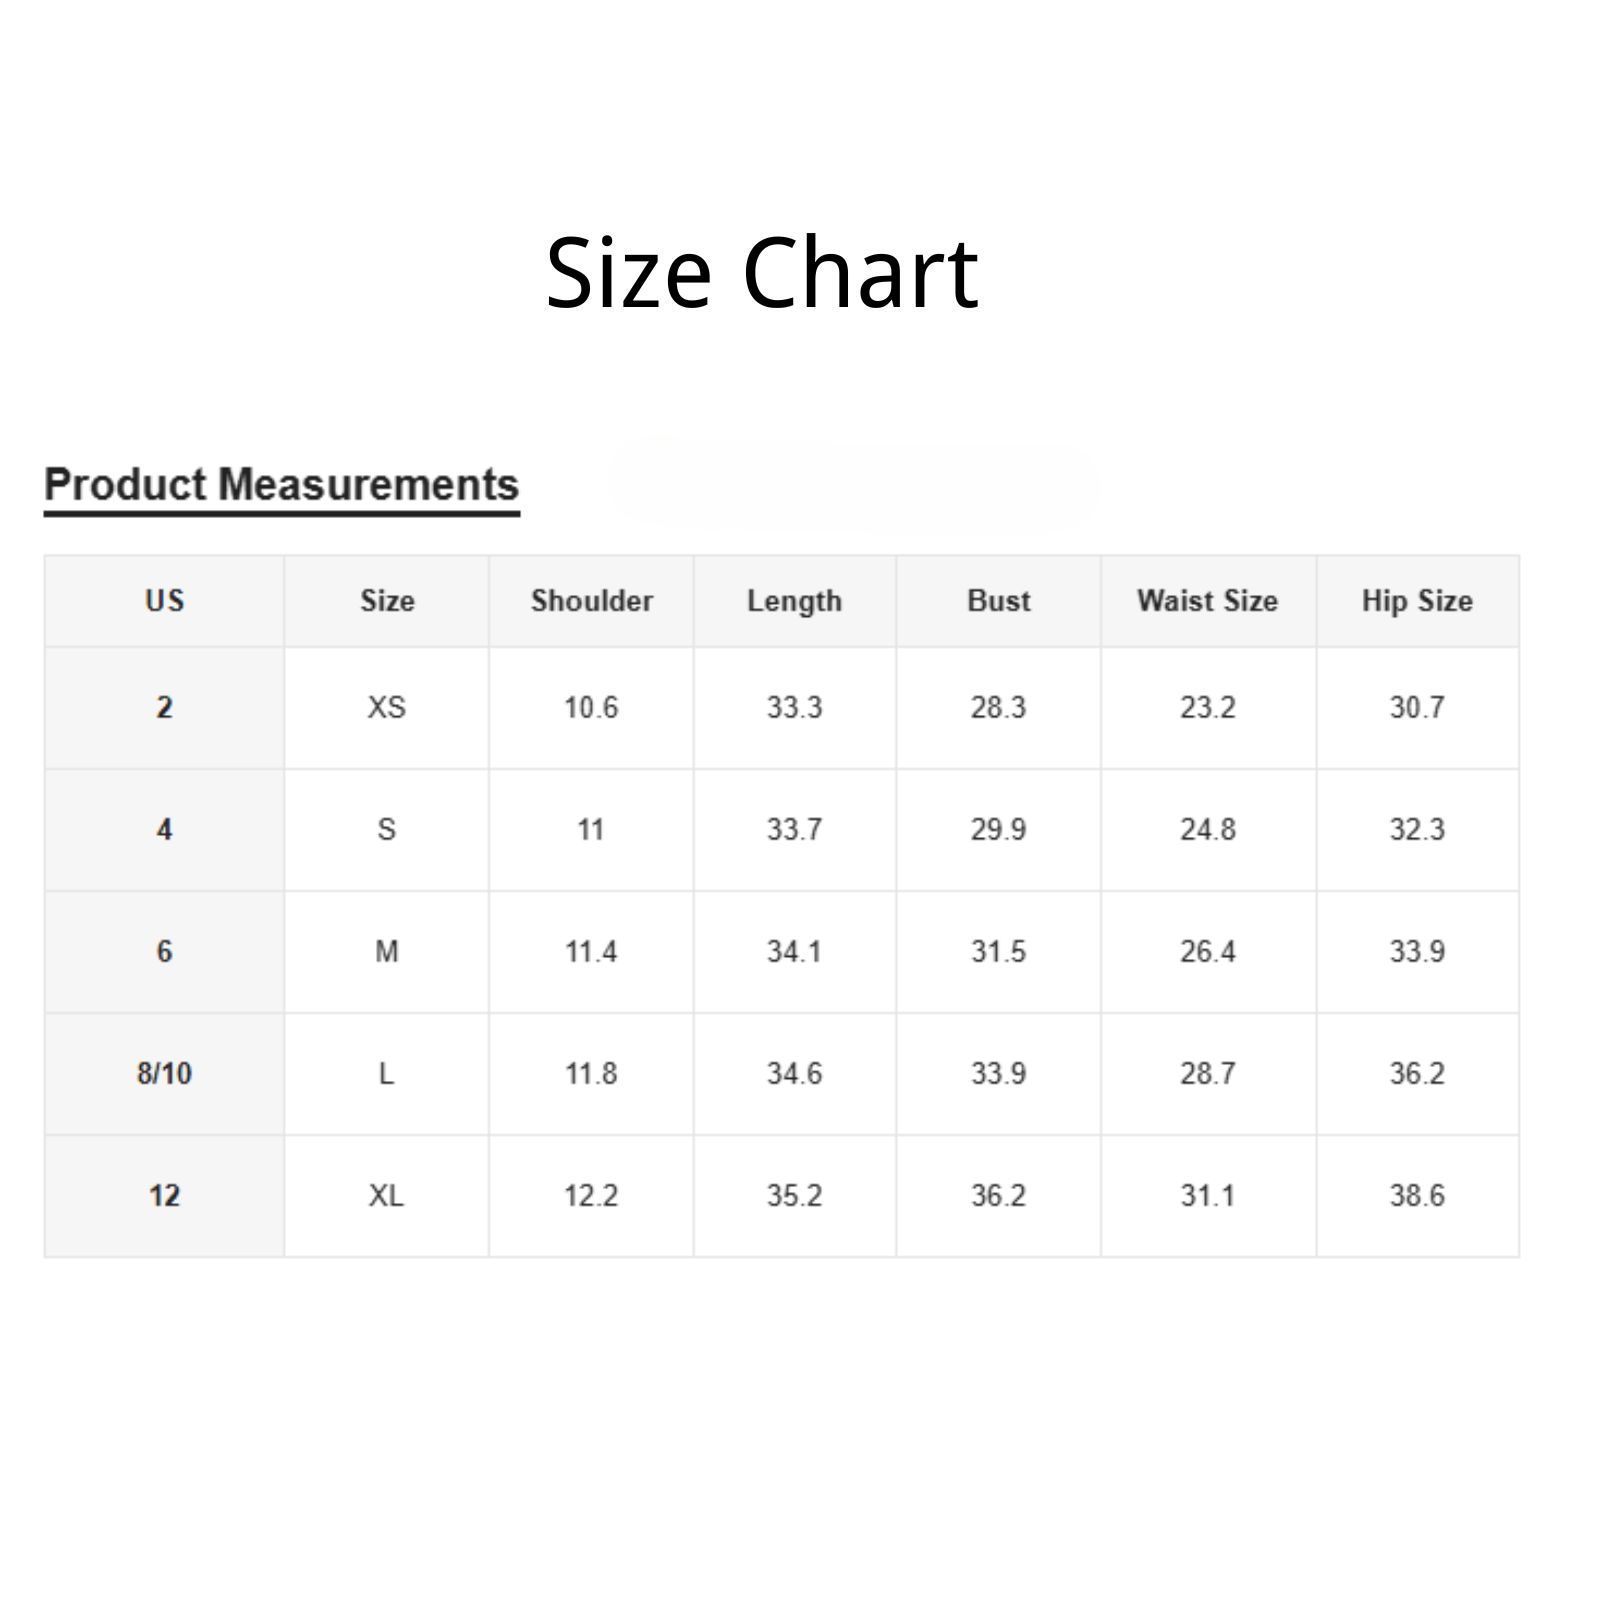 Size Chart
Product Measurements
US Size Shoulder Length Bust Waist Size Hip Size
2 XS 10.6 33.3 28.3 23.2 30.7
4 S 11 33.7 29.9 24.8 32.3
6 M 11.4 34.1 31.5 26.4 33.9
8/10 L 11.8 34.6 33.9 28.7 36.2
12 XL 12.2 35.2 36.2 31.1 38.6